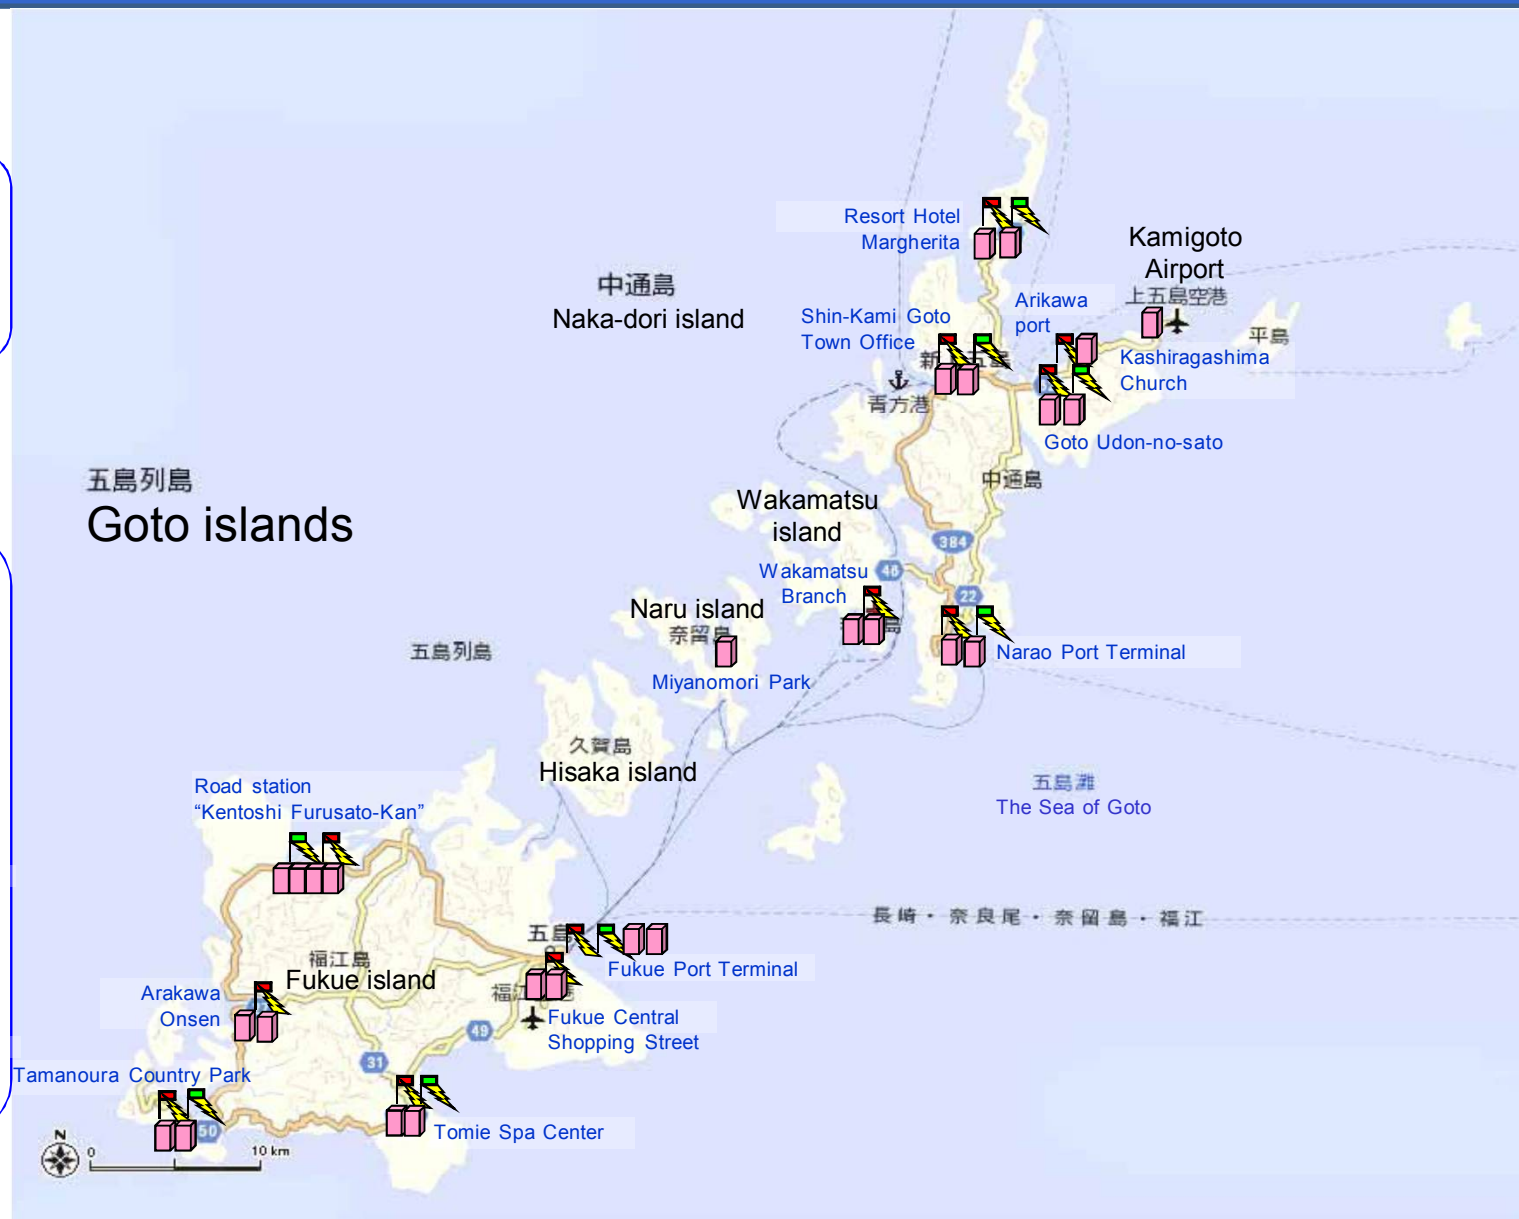 Resort Hotel
Margherita
Kamigoto
Airport
上五島空港
中通島
Naka-dori island
Arikawa
port
Shin-Kami Goto
Town Office
平島
Kashiragashima
Church
青方港
Goto Udon-no-sato
五島列島
Goto islands
中通島
Wakamatsu
island
384
Wakamatsu
Branch
46
22
Naru island
奈留島
五島列島
Narao Port Terminal
Miyanomori Park
久賀島
Hisaka island
五島灘
The Sea of Goto
Road station
“Kentoshi Furusato-Kan”
長崎・奈良尾・奈留島・福江
五島
福江島
Fukue island
Fukue Port Terminal
Arakawa
Onsen
Fukue Central
Shopping Street
49
31
Tamanoura Country Park
50
Tomie Spa Center
N
0
10 km